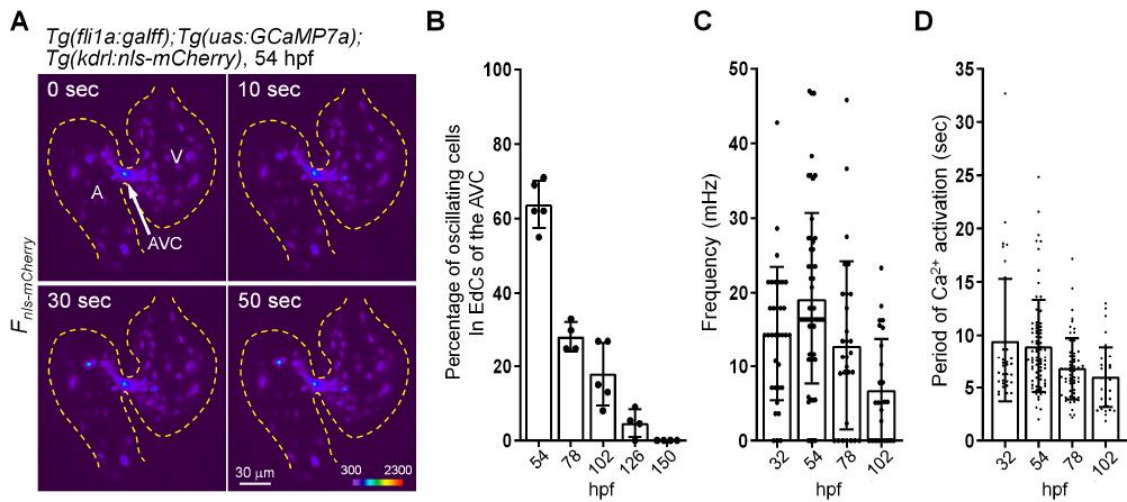 A
Tg(fli1a:galff);Tg(uas:GCaMP7a);
Tg(kdrl:nls-mCherry), 54 hpf
0 sec
10 sec
A
V
AVC
30 sec
50 sec
30 μm
300
2300
F nls-mCherry
B
Percentage of oscillating cells
In EdCs of the AVC
100
80
60
40
20
0
54
78
102
126
150
hpf
C
Frequency (mHz)
50
40
30
20
10
0
32
54
78
102
hpf
D
Period of Ca2+ activation (sec)
35
30
25
20
15
10
5
0
32
54
78
102
hpf